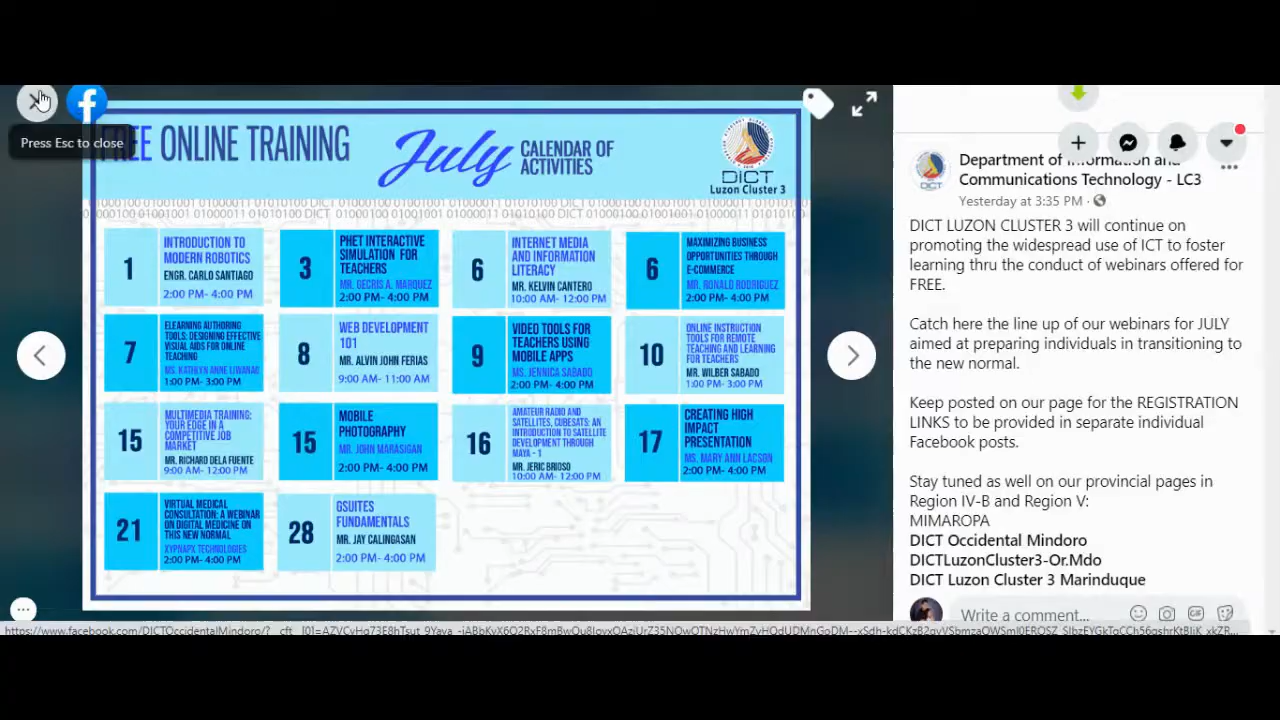 Press Esc to close
FREE ONLINE TRAINING
July
CALENDAR OF
ACTIVITIES
DICT
Luzon Cluster 3
1
INTRODUCTION TO
MODERN ROBOTICS
ENGR. CARLO SANTIAGO
2:00 PM- 4:00 PM
3
PHET INTERACTIVE
SIMULATION FOR
TEACHERS
MR. GECRIS A. MARQUEZ
2:00 PM- 4:00 PM
6
INTERNET MEDIA
AND INFORMATION
LITERACY
MR. KELVIN CANTERO
10:00 AM- 12:00 PM
6
MAXIMIZING BUSINESS
OPPORTUNITIES THROUGH
E-COMMERCE
MR. RONALD RODRIGUEZ
2:00 PM- 4:00 PM
7
ELEARNING AUTHORING
TOOLS: DESIGNING EFFECTIVE
VISUAL AIDS FOR ONLINE
TEACHING
MS. KATHLYN ANNE LIWANAG
1:00 PM- 3:00 PM
8
WEB DEVELOPMENT
101
MR. ALVIN JOHN FERIAS
9:00 AM- 11:00 AM
9
VIDEO TOOLS FOR
TEACHERS USING
MOBILE APPS
MS. JENNICA SABADO
2:00 PM- 4:00 PM
10
ONLINE INSTRUCTION
TOOLS FOR REMOTE
TEACHING AND LEARNING
FOR TEACHERS
MR. WILBER SABADO
1:00 PM- 3:00 PM
15
MULTIMEDIA TRAINING:
YOUR EDGE IN A
COMPETITIVE JOB
MARKET
MR. RICHARD DELA FUENTE
9:00 AM- 12:00 PM
15
MOBILE
PHOTOGRAPHY
MR. JOHN MARASIGAN
2:00 PM- 4:00 PM
16
AMATEUR RADIO AND
SATELLITES, CUBESATS: AN
INTRODUCTION TO SATELLITE
DEVELOPMENT THROUGH
MAYA - 1
MR. JERIC BRIOSO
10:00 AM- 12:00 PM
17
CREATING HIGH
IMPACT
PRESENTATION
MS. MARY ANN LACSON
2:00 PM- 4:00 PM
21
VIRTUAL MEDICAL
CONSULTATION: A WEBINAR
ON DIGITAL MEDICINE ON
THIS NEW NORMAL
XYPNAPX TECHNOLOGIES
2:00 PM- 4:00 PM
28
GSUITES
FUNDAMENTALS
MR. JAY CALINGASAN
2:00 PM- 4:00 PM
Department of Information and
Communications Technology - LC3
Yesterday at 3:35 PM ·
DICT LUZON CLUSTER 3 will continue on
promoting the widespread use of ICT to foster
learning thru the conduct of webinars offered for
FREE.
Catch here the line up of our webinars for JULY
aimed at preparing individuals in transitioning to
the new normal.
Keep posted on our page for the REGISTRATION
LINKS to be provided in separate individual
Facebook posts.
Stay tuned as well on our provincial pages in
Region IV-B and Region V:
MIMAROPA
DICT Occidental Mindoro
DICTLuzonCluster3-Or.Mdo
DICT Luzon Cluster 3 Marinduque
Write a comment...